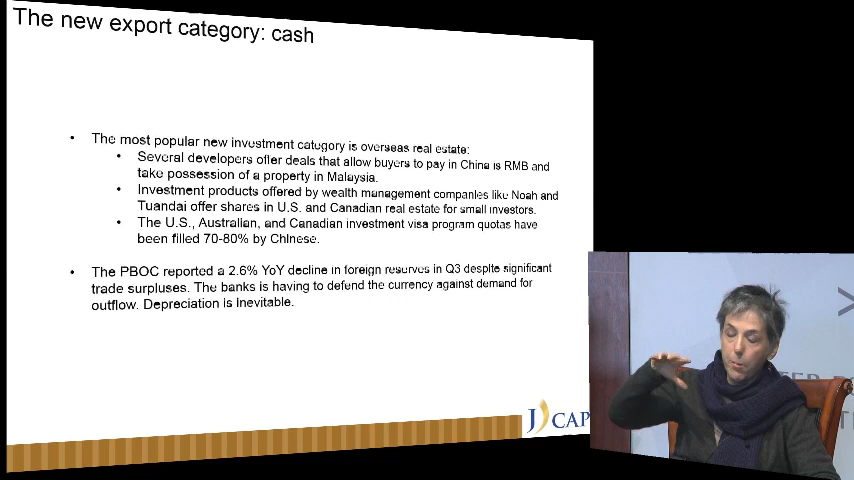 The new export category: cash
• The most popular new investment category is overseas real estate:
• Several developers offer deals that allow buyers to pay in China is RMB and
take possession of a property in Malaysia.
• Investment products offered by wealth management companies like Noah and
Tuandai offer shares in U.S. and Canadian real estate for small investors.
• The U.S., Australian, and Canadian investment visa program quotas have
been filled 70-80% by Chinese.
• The PBOC reported a 2.6% YoY decline in foreign reserves in Q3 despite significant
trade surpluses. The banks is having to defend the currency against demand for
outflow. Depreciation is Inevitable.
J CAP